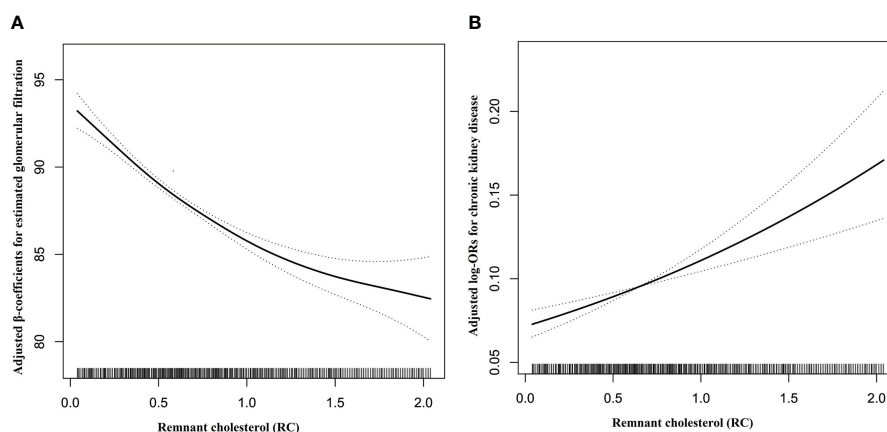 A
Adjusted β-coefficients for estimated glomerular filtration
95
90
85
80
0.0 0.5 1.0 1.5 2.0
Remnant cholesterol (RC)
B
Adjusted log-ORs for chronic kidney disease
0.20
0.15
0.10
0.05
0.0 0.5 1.0 1.5 2.0
Remnant cholesterol (RC)